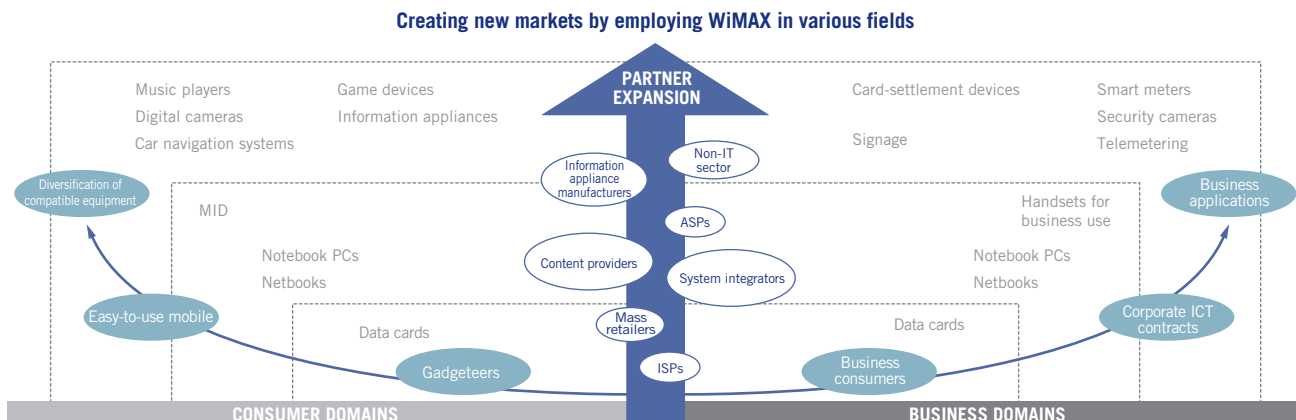 Creating new markets by employing WiMAX in various fields
PARTNER
EXPANSION
Music players
Digital cameras
Car navigation systems
Game devices
Information appliances
Card-settlement devices
Signage
Smart meters
Security cameras
Telemetering
Information
appliance
manufacturers
Non-IT
sector
Diversification of
compatible equipment
Business
applications
MID
ASPs
Handsets for
business use
Notebook PCs
Netbooks
Content providers
System integrators
Notebook PCs
Netbooks
Easy-to-use mobile
Mass
retailers
Corporate ICT
contracts
Data cards
Data cards
Gadgeteers
ISPs
Business
consumers
CONSUMER DOMAINS
BUSINESS DOMAINS